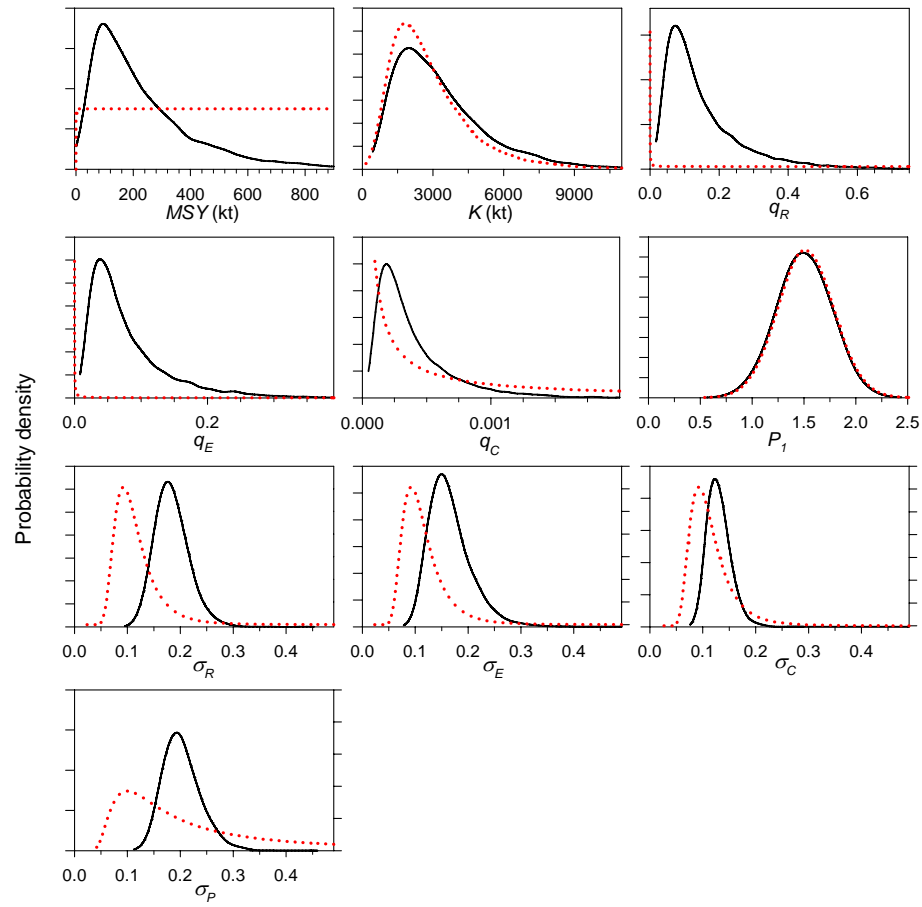 0 200 400 600 800
MSY (kt)
0 3000 6000 9000
K (kt)
0.0 0.2 0.4 0.6
q_R
0.0 0.2
q_E
0.000 0.001
q_C
0.0 0.5 1.0 1.5 2.0 2.5
P_1
Probability density
0.0 0.1 0.2 0.3 0.4
σ_R
0.0 0.1 0.2 0.3 0.4
σ_E
0.0 0.1 0.2 0.3 0.4
σ_C
0.0 0.1 0.2 0.3 0.4
σ_P